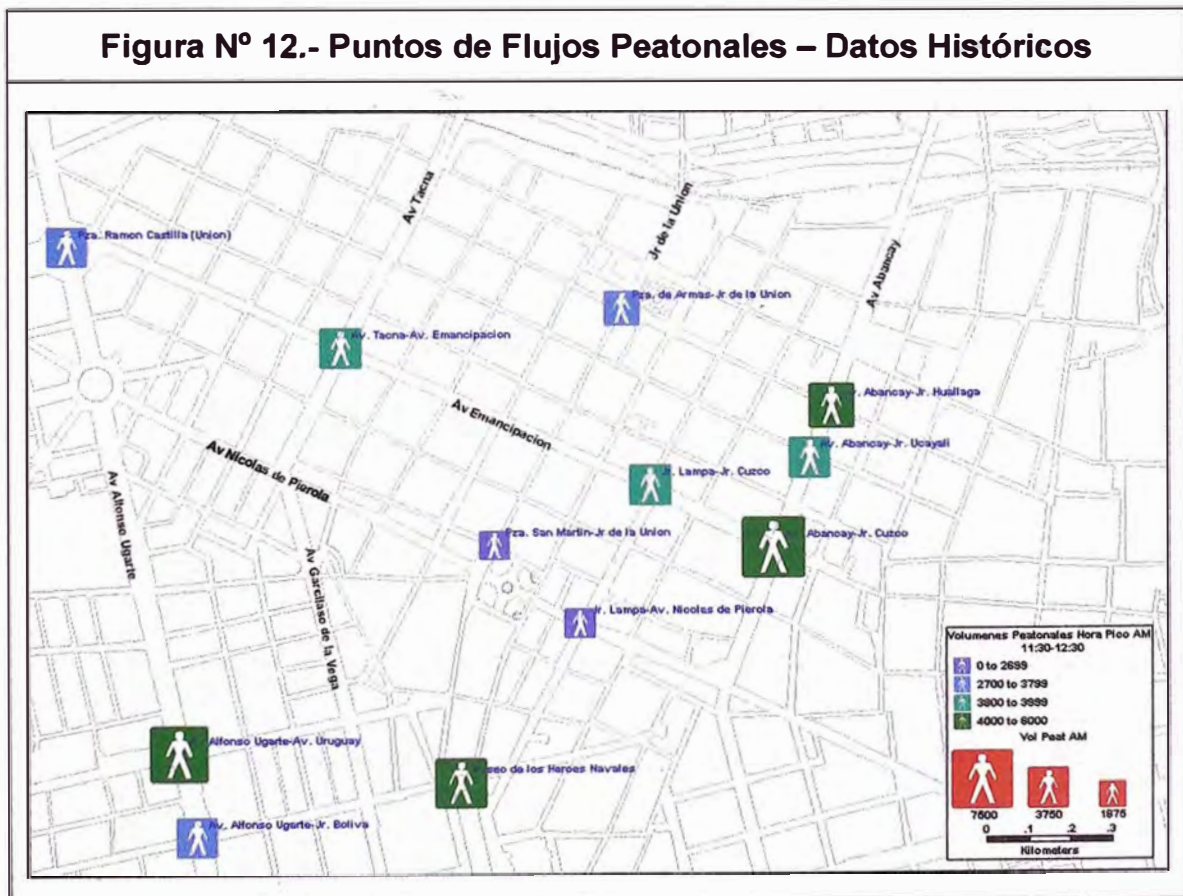 Figura Nº 12.- Puntos de Flujos Peatonales – Datos Históricos
Av Tacna
Jr de la Union
Av Abancay
Pza. Ramon Castilla (Union)
Pza. de Armas-Jr de la Union
Av. Tacna-Av. Emancipacion
Abancay-Jr. Huallaga
Av Emancipacion
Av. Abancay-Jr. Ucayali
Av Nicolas de Pierola
Jr. Lampa-Jr. Cuzco
Av Alfonso Ugarte
Pza. San Martin-Jr de la Union
Abancay-Jr. Cuzco
Av Garcilaso de la Vega
Jr. Lampa-Av. Nicolas de Pierola
Alfonso Ugarte-Av. Uruguay
de los Heroes Navales
Av. Alfonso Ugarte-Jr. Boliva
Volumenes Peatonales Hora Pico AM
11:30-12:30
0 to 2699
2700 to 3799
3800 to 3999
4000 to 6000
Vol Peat AM
7500 3750 1875
0 .1 .2 .3
Kilometers